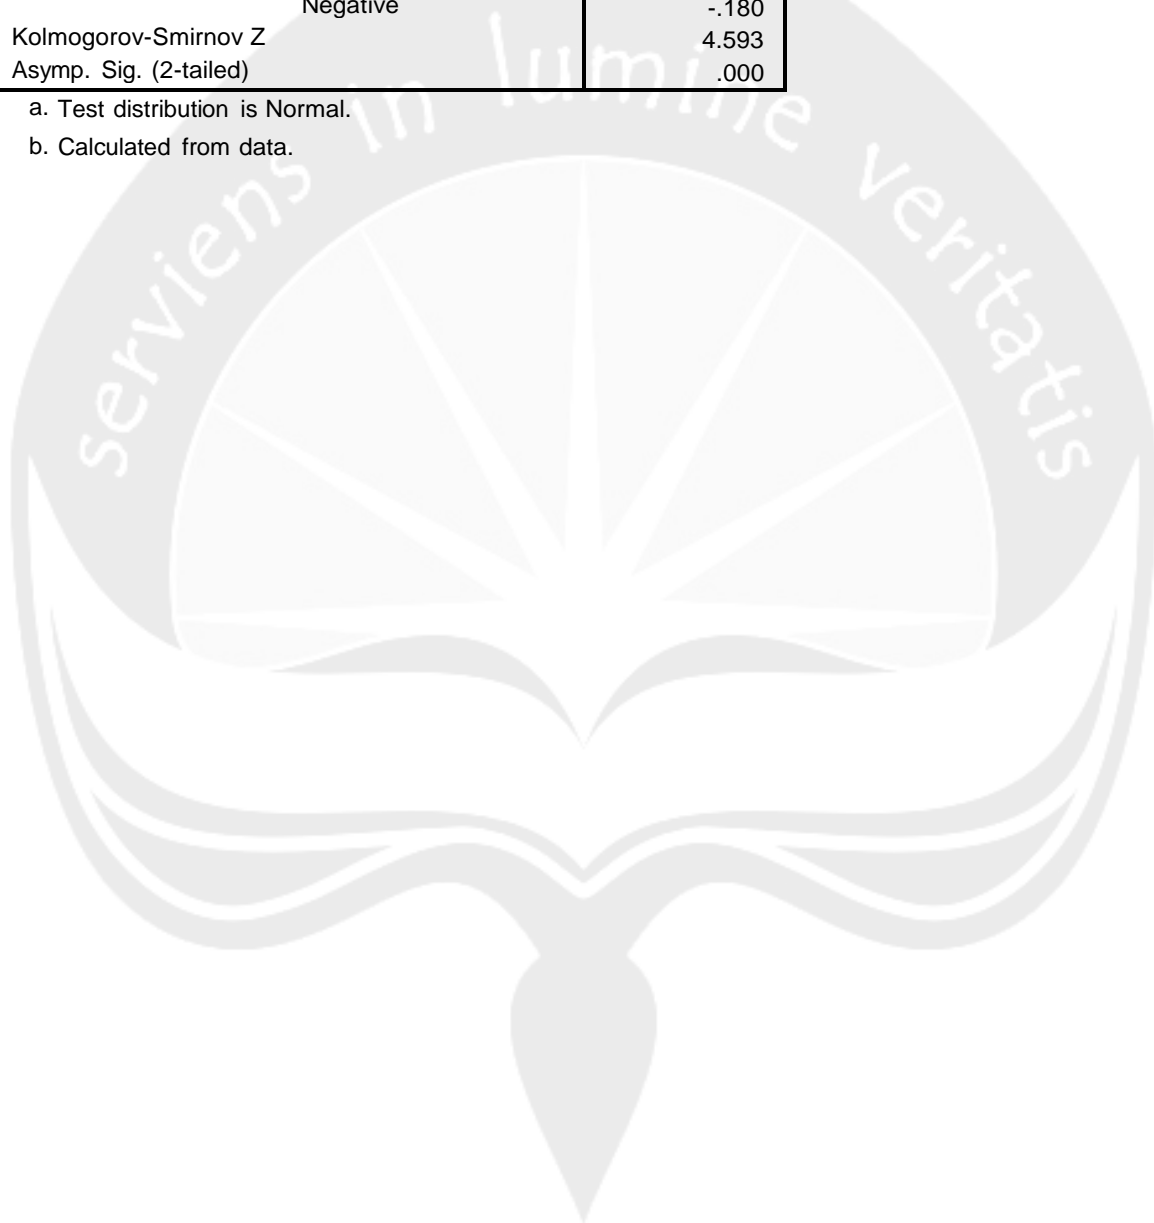 Negative -.180
Kolmogorov-Smirnov Z 4.593
Asymp. Sig. (2-tailed) .000
a. Test distribution is Normal.
b. Calculated from data.
serviens in lumine veritatis